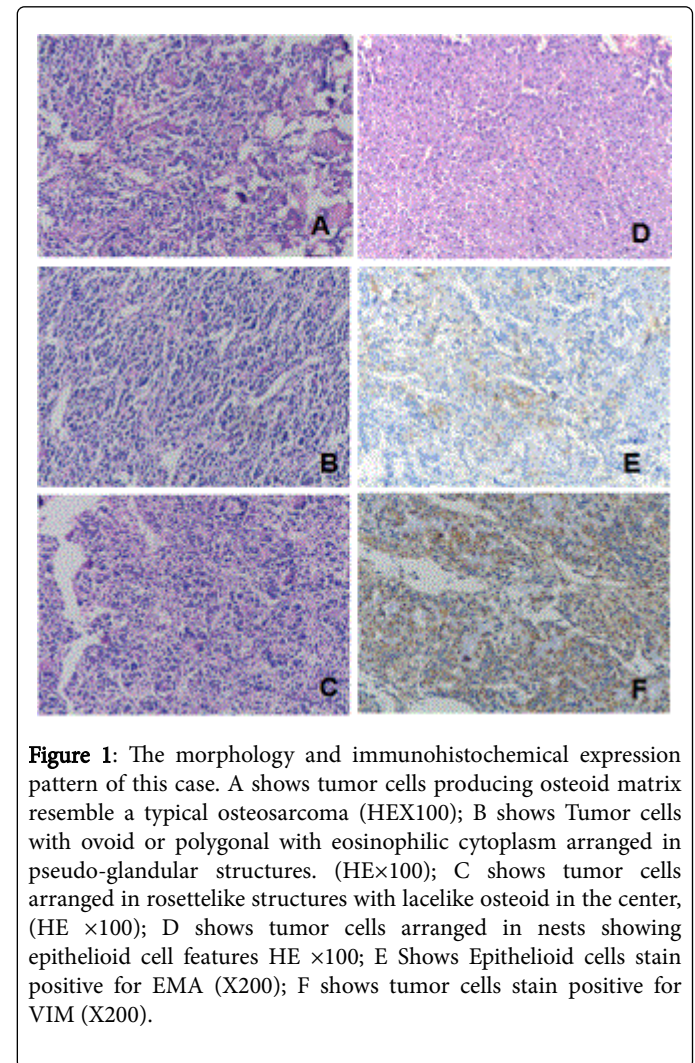 A
D
B
E
C
F
Figure 1: The morphology and immunohistochemical expression
pattern of this case. A shows tumor cells producing osteoid matrix
resemble a typical osteosarcoma (HEX100); B shows Tumor cells
with ovoid or polygonal with eosinophilic cytoplasm arranged in
pseudo-glandular structures. (HE×100); C shows tumor cells
arranged in rosettelike structures with lacelike osteoid in the center,
(HE ×100); D shows tumor cells arranged in nests showing
epithelioid cell features HE ×100; E Shows Epithelioid cells stain
positive for EMA (X200); F shows tumor cells stain positive for
VIM (X200).